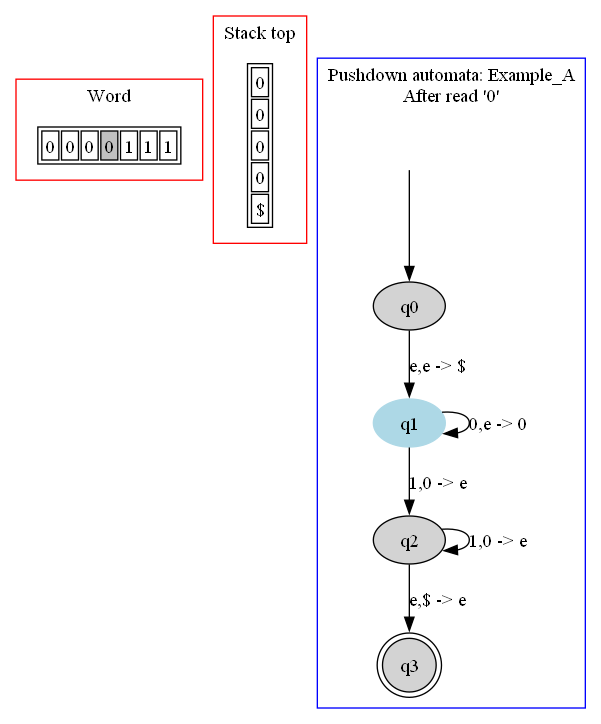 Word
0 0 0 0 1 1 1
Stack top
0
0
0
0
$
Pushdown automata: Example_A
After read '0'
q0
e,e -> $
q1
0,e -> 0
1,0 -> e
q2
1,0 -> e
e,$ -> e
q3